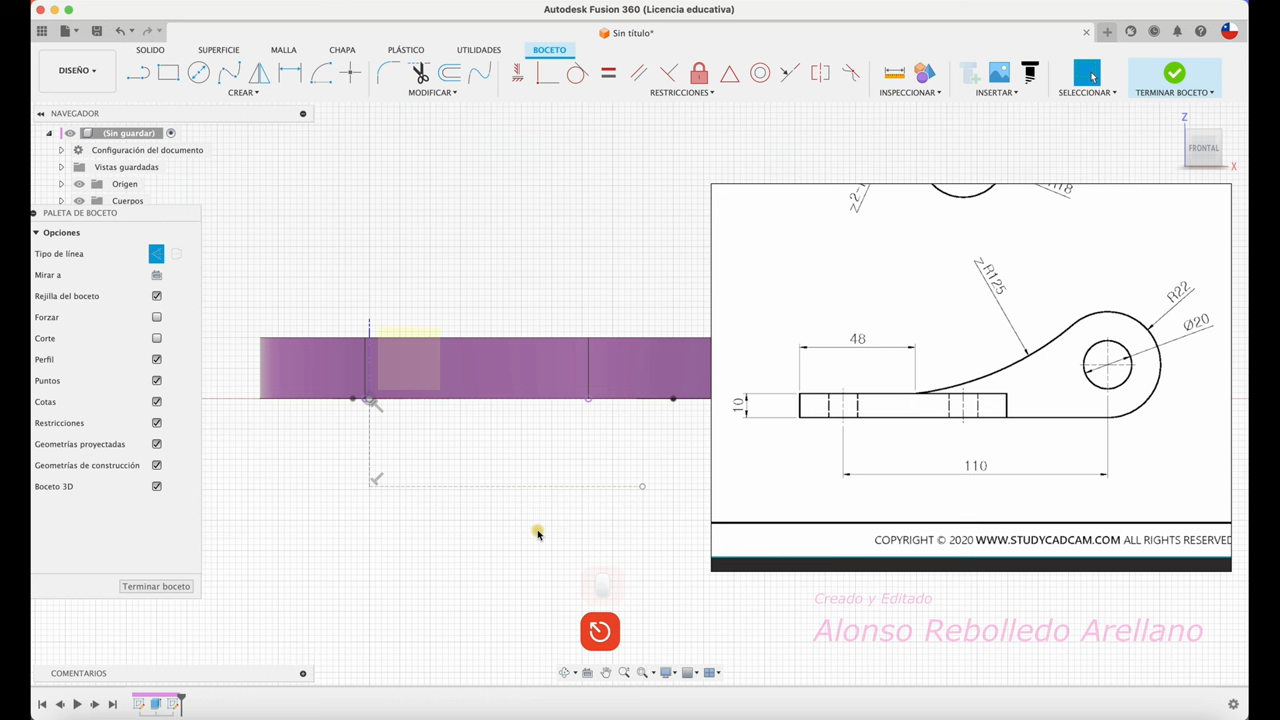 Autodesk Fusion 360 (Licencia educativa)
Sin título*
DISEÑO
SÓLIDO
SUPERFICIE
MALLA
CHAPA
PLÁSTICO
UTILIDADES
BOCETO
CREAR
MODIFICAR
RESTRICCIONES
INSPECCIONAR
INSERTAR
SELECCIONAR
TERMINAR BOCETO
NAVEGADOR
(Sin guardar)
Configuración del documento
Vistas guardadas
Origen
Cuerpos
PALETA DE BOCETO
Opciones
Tipo de línea
Mirar a
Rejilla del boceto
Forzar
Corte
Perfil
Puntos
Cotas
Restricciones
Geometrías proyectadas
Geometrías de construcción
Boceto 3D
Terminar boceto
COMENTARIOS
Z
FRONTAL
X
R125
R22
Ø20
48
10
110
COPYRIGHT © 2020 WWW.STUDYCADCAM.COM ALL RIGHTS RESERVED
Creado y Editado
Alonso Rebolledo Arellano